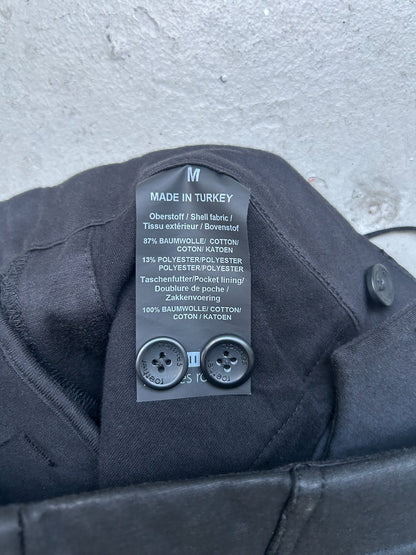 M
MADE IN TURKEY
Oberstoff / Shell fabric /
Tissu extérieur / Bovenstof
87% BAUMWOLLE/ COTTON/
COTON/ KATOEN
13% POLYESTER/POLYESTER/
POLYESTER/POLYESTER
Taschenfutter/Pocket lining/
Doublure de poche /
Zakkenvoering
100% BAUMWOLLE/ COTTON/
COTON / KATOEN